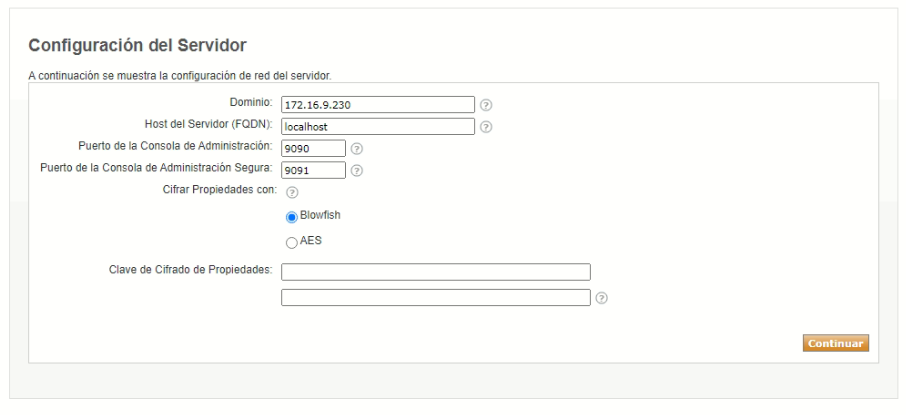 Configuración del Servidor
A continuación se muestra la configuración de red del servidor.
Dominio: 172.16.9.230 ?
Host del Servidor (FQDN): localhost ?
Puerto de la Consola de Administración: 9090 ?
Puerto de la Consola de Administración Segura: 9091 ?
Cifrar Propiedades con: ?
Blowfish
AES
Clave de Cifrado de Propiedades:
?
Continuar